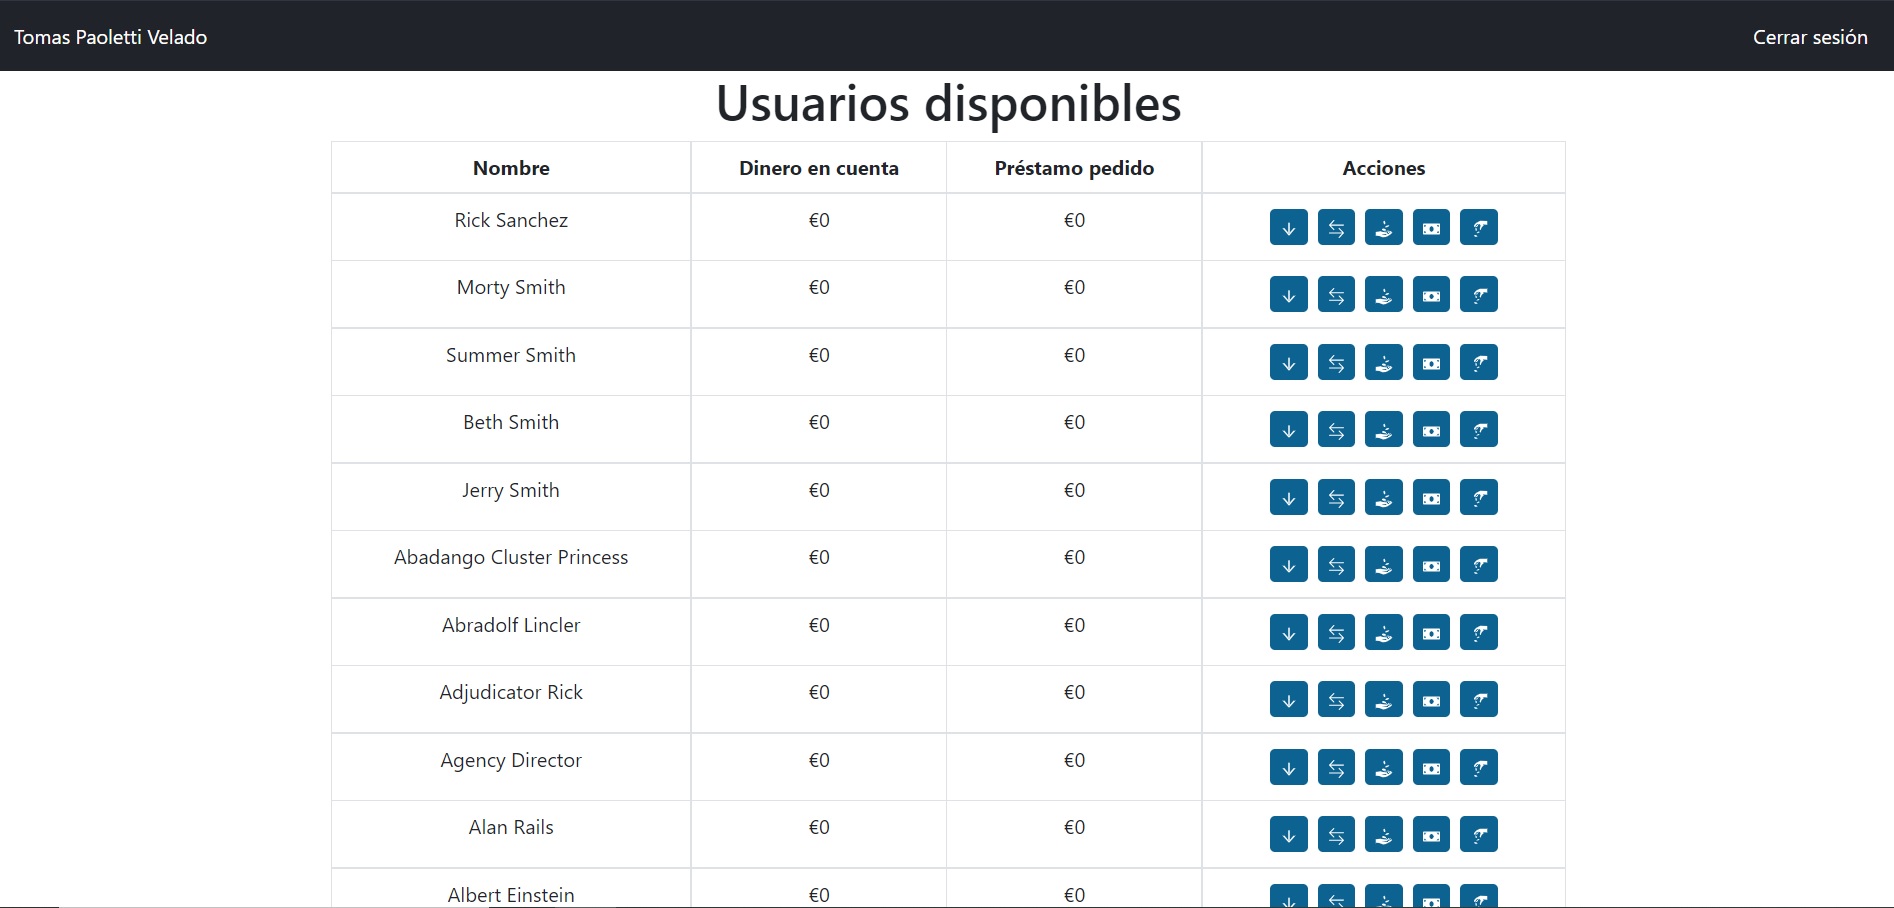 Tomas Paoletti Velado Cerrar sesión
Usuarios disponibles
Nombre Dinero en cuenta Préstamo pedido Acciones
Rick Sanchez €0 €0
Morty Smith €0 €0
Summer Smith €0 €0
Beth Smith €0 €0
Jerry Smith €0 €0
Abadango Cluster Princess €0 €0
Abradolf Lincler €0 €0
Adjudicator Rick €0 €0
Agency Director €0 €0
Alan Rails €0 €0
Albert Einstein €0 €0